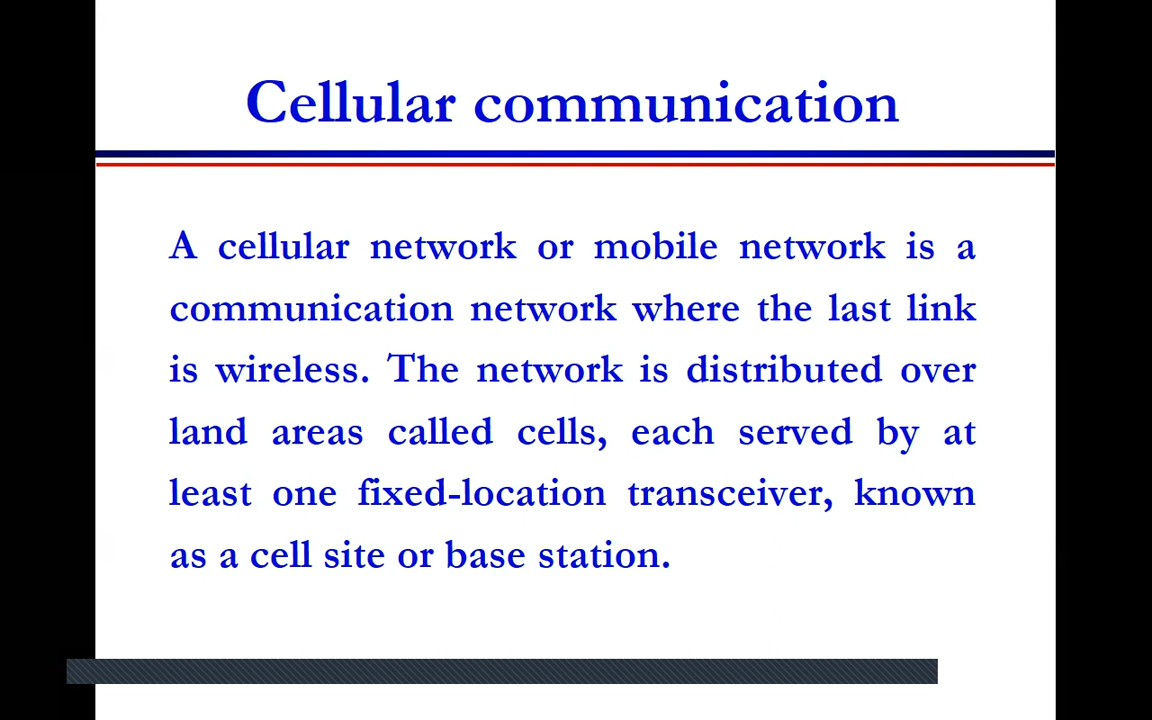 Cellular communication
A cellular network or mobile network is a
communication network where the last link
is wireless. The network is distributed over
land areas called cells, each served by at
least one fixed-location transceiver, known
as a cell site or base station.